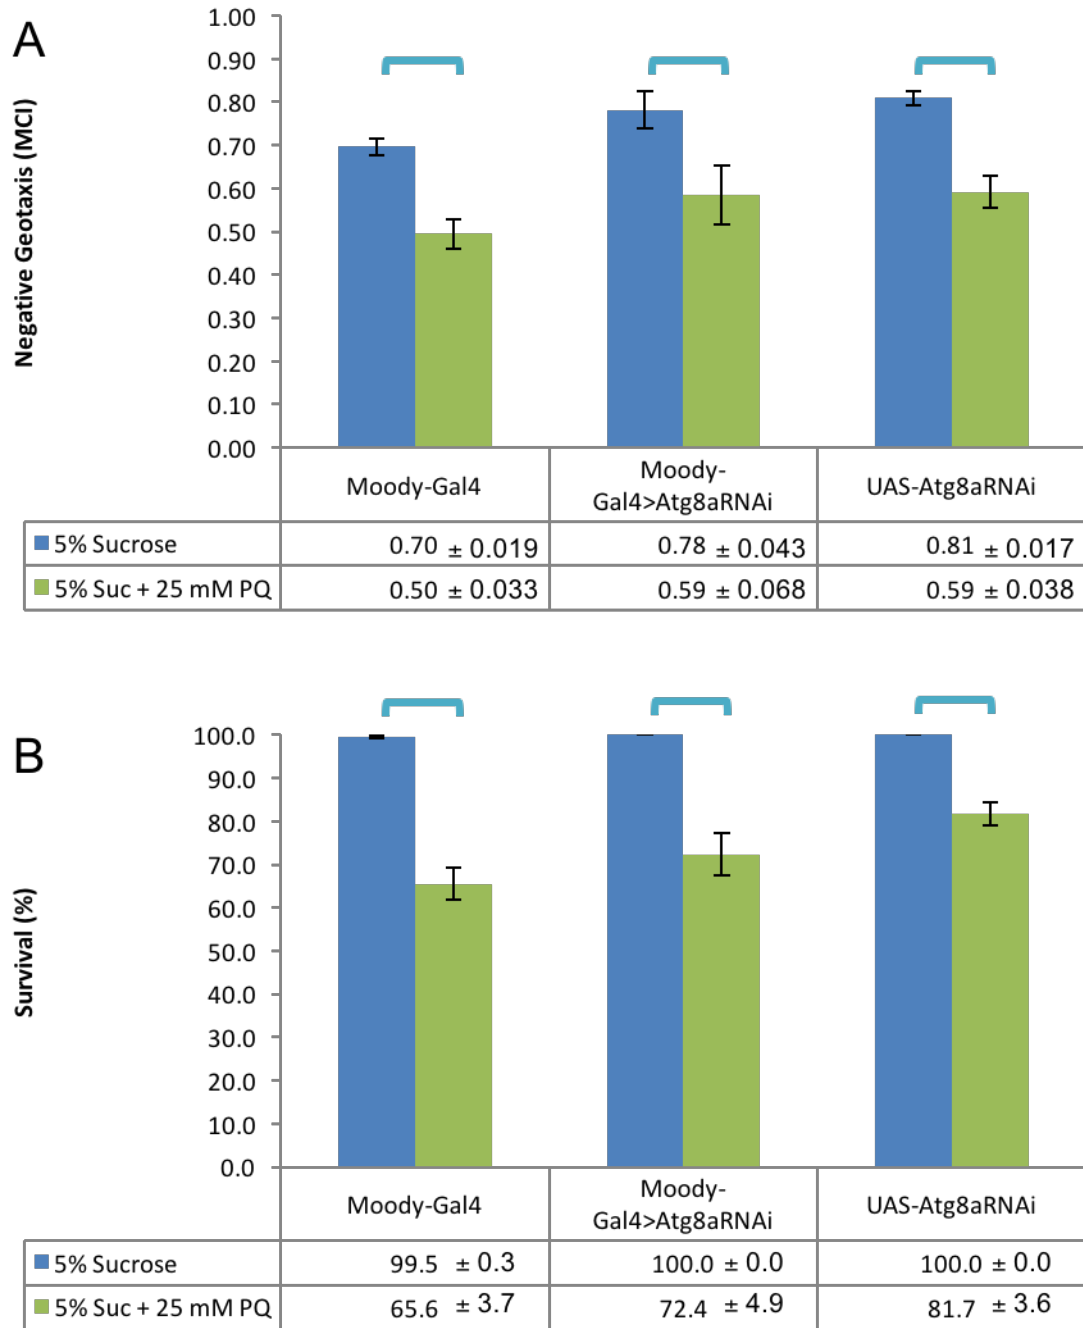 A
Negative Geotaxis (MCI)
1.00
0.90
0.80
0.70
0.60
0.50
0.40
0.30
0.20
0.10
0.00
Moody-Gal4
Moody-
Gal4>Atg8aRNAi
UAS-Atg8aRNAi
5% Sucrose 0.70 ± 0.019 0.78 ± 0.043 0.81 ± 0.017
5% Suc + 25 mM PQ 0.50 ± 0.033 0.59 ± 0.068 0.59 ± 0.038
B
Survival (%)
100.0
90.0
80.0
70.0
60.0
50.0
40.0
30.0
20.0
10.0
0.0
Moody-Gal4
Moody-
Gal4>Atg8aRNAi
UAS-Atg8aRNAi
5% Sucrose 99.5 ± 0.3 100.0 ± 0.0 100.0 ± 0.0
5% Suc + 25 mM PQ 65.6 ± 3.7 72.4 ± 4.9 81.7 ± 3.6